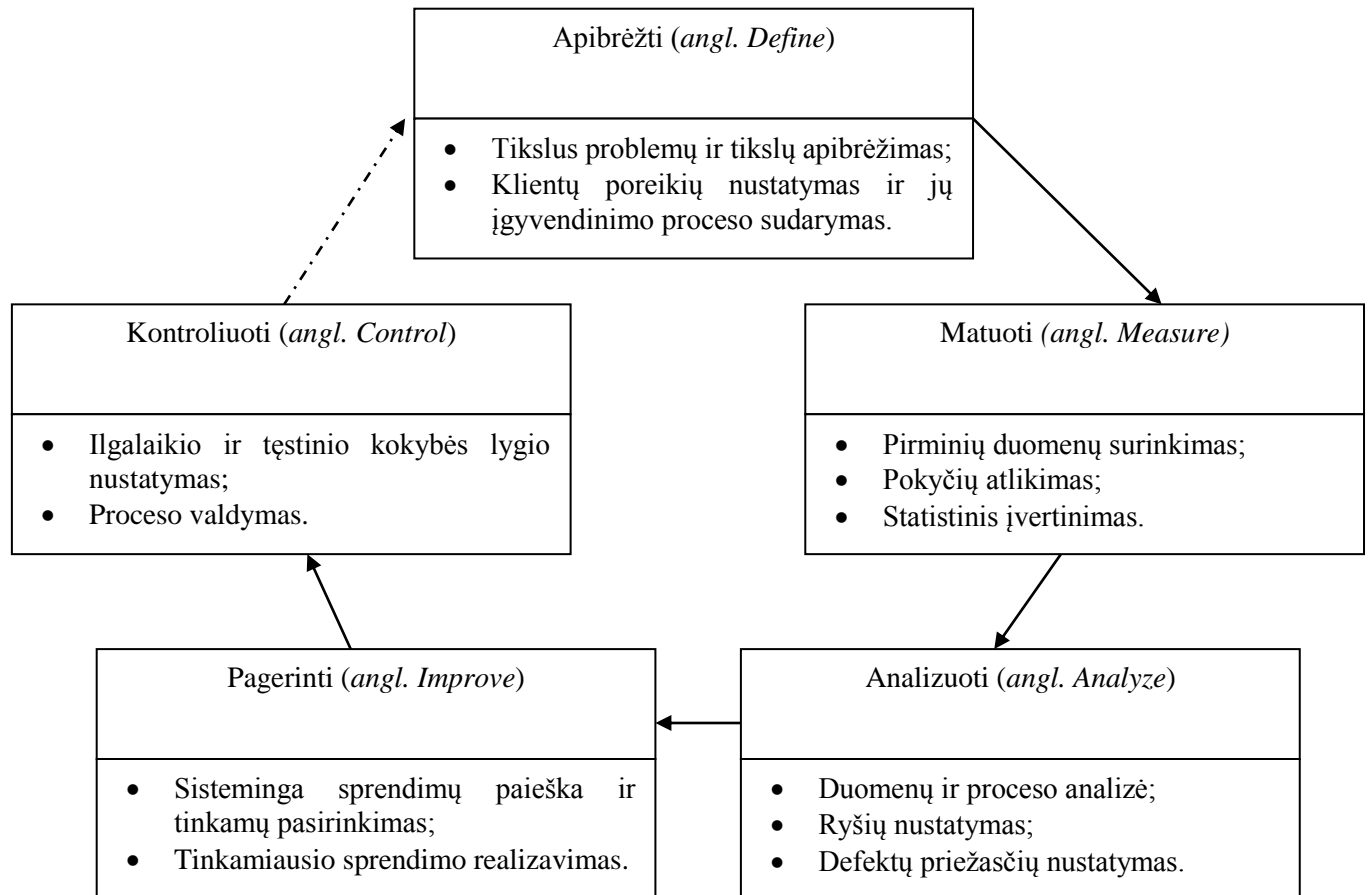 Apibrėžti (angl. Define)
• Tikslus problemų ir tikslų apibrėžimas;
• Klientų poreikių nustatymas ir jų
įgyvendinimo proceso sudarymas.
Kontroliuoti (angl. Control)
• Ilgalaikio ir tęstinio kokybės lygio
nustatymas;
• Proceso valdymas.
Matuoti (angl. Measure)
• Pirminių duomenų surinkimas;
• Pokyčių atlikimas;
• Statistinis įvertinimas.
Pagerinti (angl. Improve)
• Sisteminga sprendimų paieška ir
tinkamų pasirinkimas;
• Tinkamiausio sprendimo realizavimas.
Analizuoti (angl. Analyze)
• Duomenų ir proceso analizė;
• Ryšių nustatymas;
• Defektų priežasčių nustatymas.